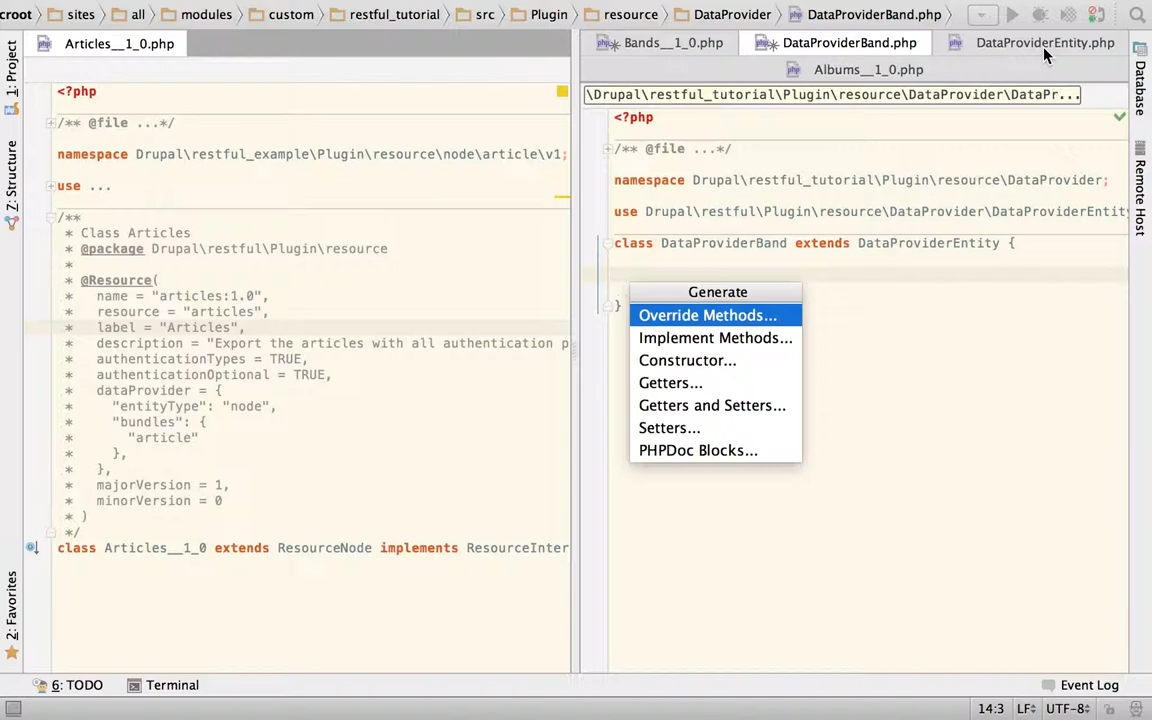 croot sites all modules custom restful_tutorial src Plugin resource DataProvider DataProviderBand.php
1: Project
Z: Structure
2: Favorites
Articles__1_0.php
<?php
/** @file ...*/
namespace Drupal\restful_example\Plugin\resource\node\article\v1;
use ...
/**
* Class Articles
* @package Drupal\restful\Plugin\resource
*
* @Resource(
* name = "articles:1.0",
* resource = "articles",
* label = "Articles",
* description = "Export the articles with all authentication p
* authenticationTypes = TRUE,
* authenticationOptional = TRUE,
* dataProvider = {
* "entityType": "node",
* "bundles": {
* "article"
* },
* },
* majorVersion = 1,
* minorVersion = 0
* )
*/
class Articles__1_0 extends ResourceNode implements ResourceInter
Bands__1_0.php DataProviderBand.php DataProviderEntity.php
Albums__1_0.php
\Drupal\restful_tutorial\Plugin\resource\DataProvider\DataPr...
<?php
/** @file ...*/
namespace Drupal\restful_tutorial\Plugin\resource\DataProvider;
use Drupal\restful\Plugin\resource\DataProvider\DataProviderEntity
class DataProviderBand extends DataProviderEntity {
}
Generate
Override Methods...
Implement Methods...
Constructor...
Getters...
Getters and Setters...
Setters...
PHPDoc Blocks...
Database
Remote Host
6: TODO Terminal Event Log
14:3 LF UTF-8